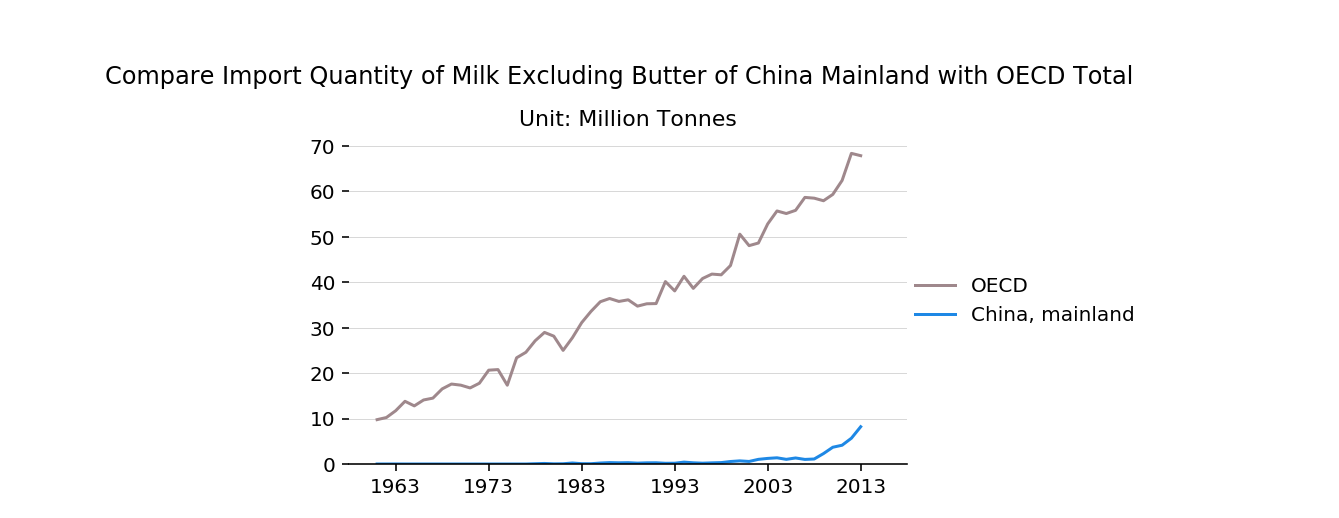 Compare Import Quantity of Milk Excluding Butter of China Mainland with OECD Total
Unit: Million Tonnes
70
60
50
40
30
20
10
0
1963 1973 1983 1993 2003 2013
OECD
China, mainland